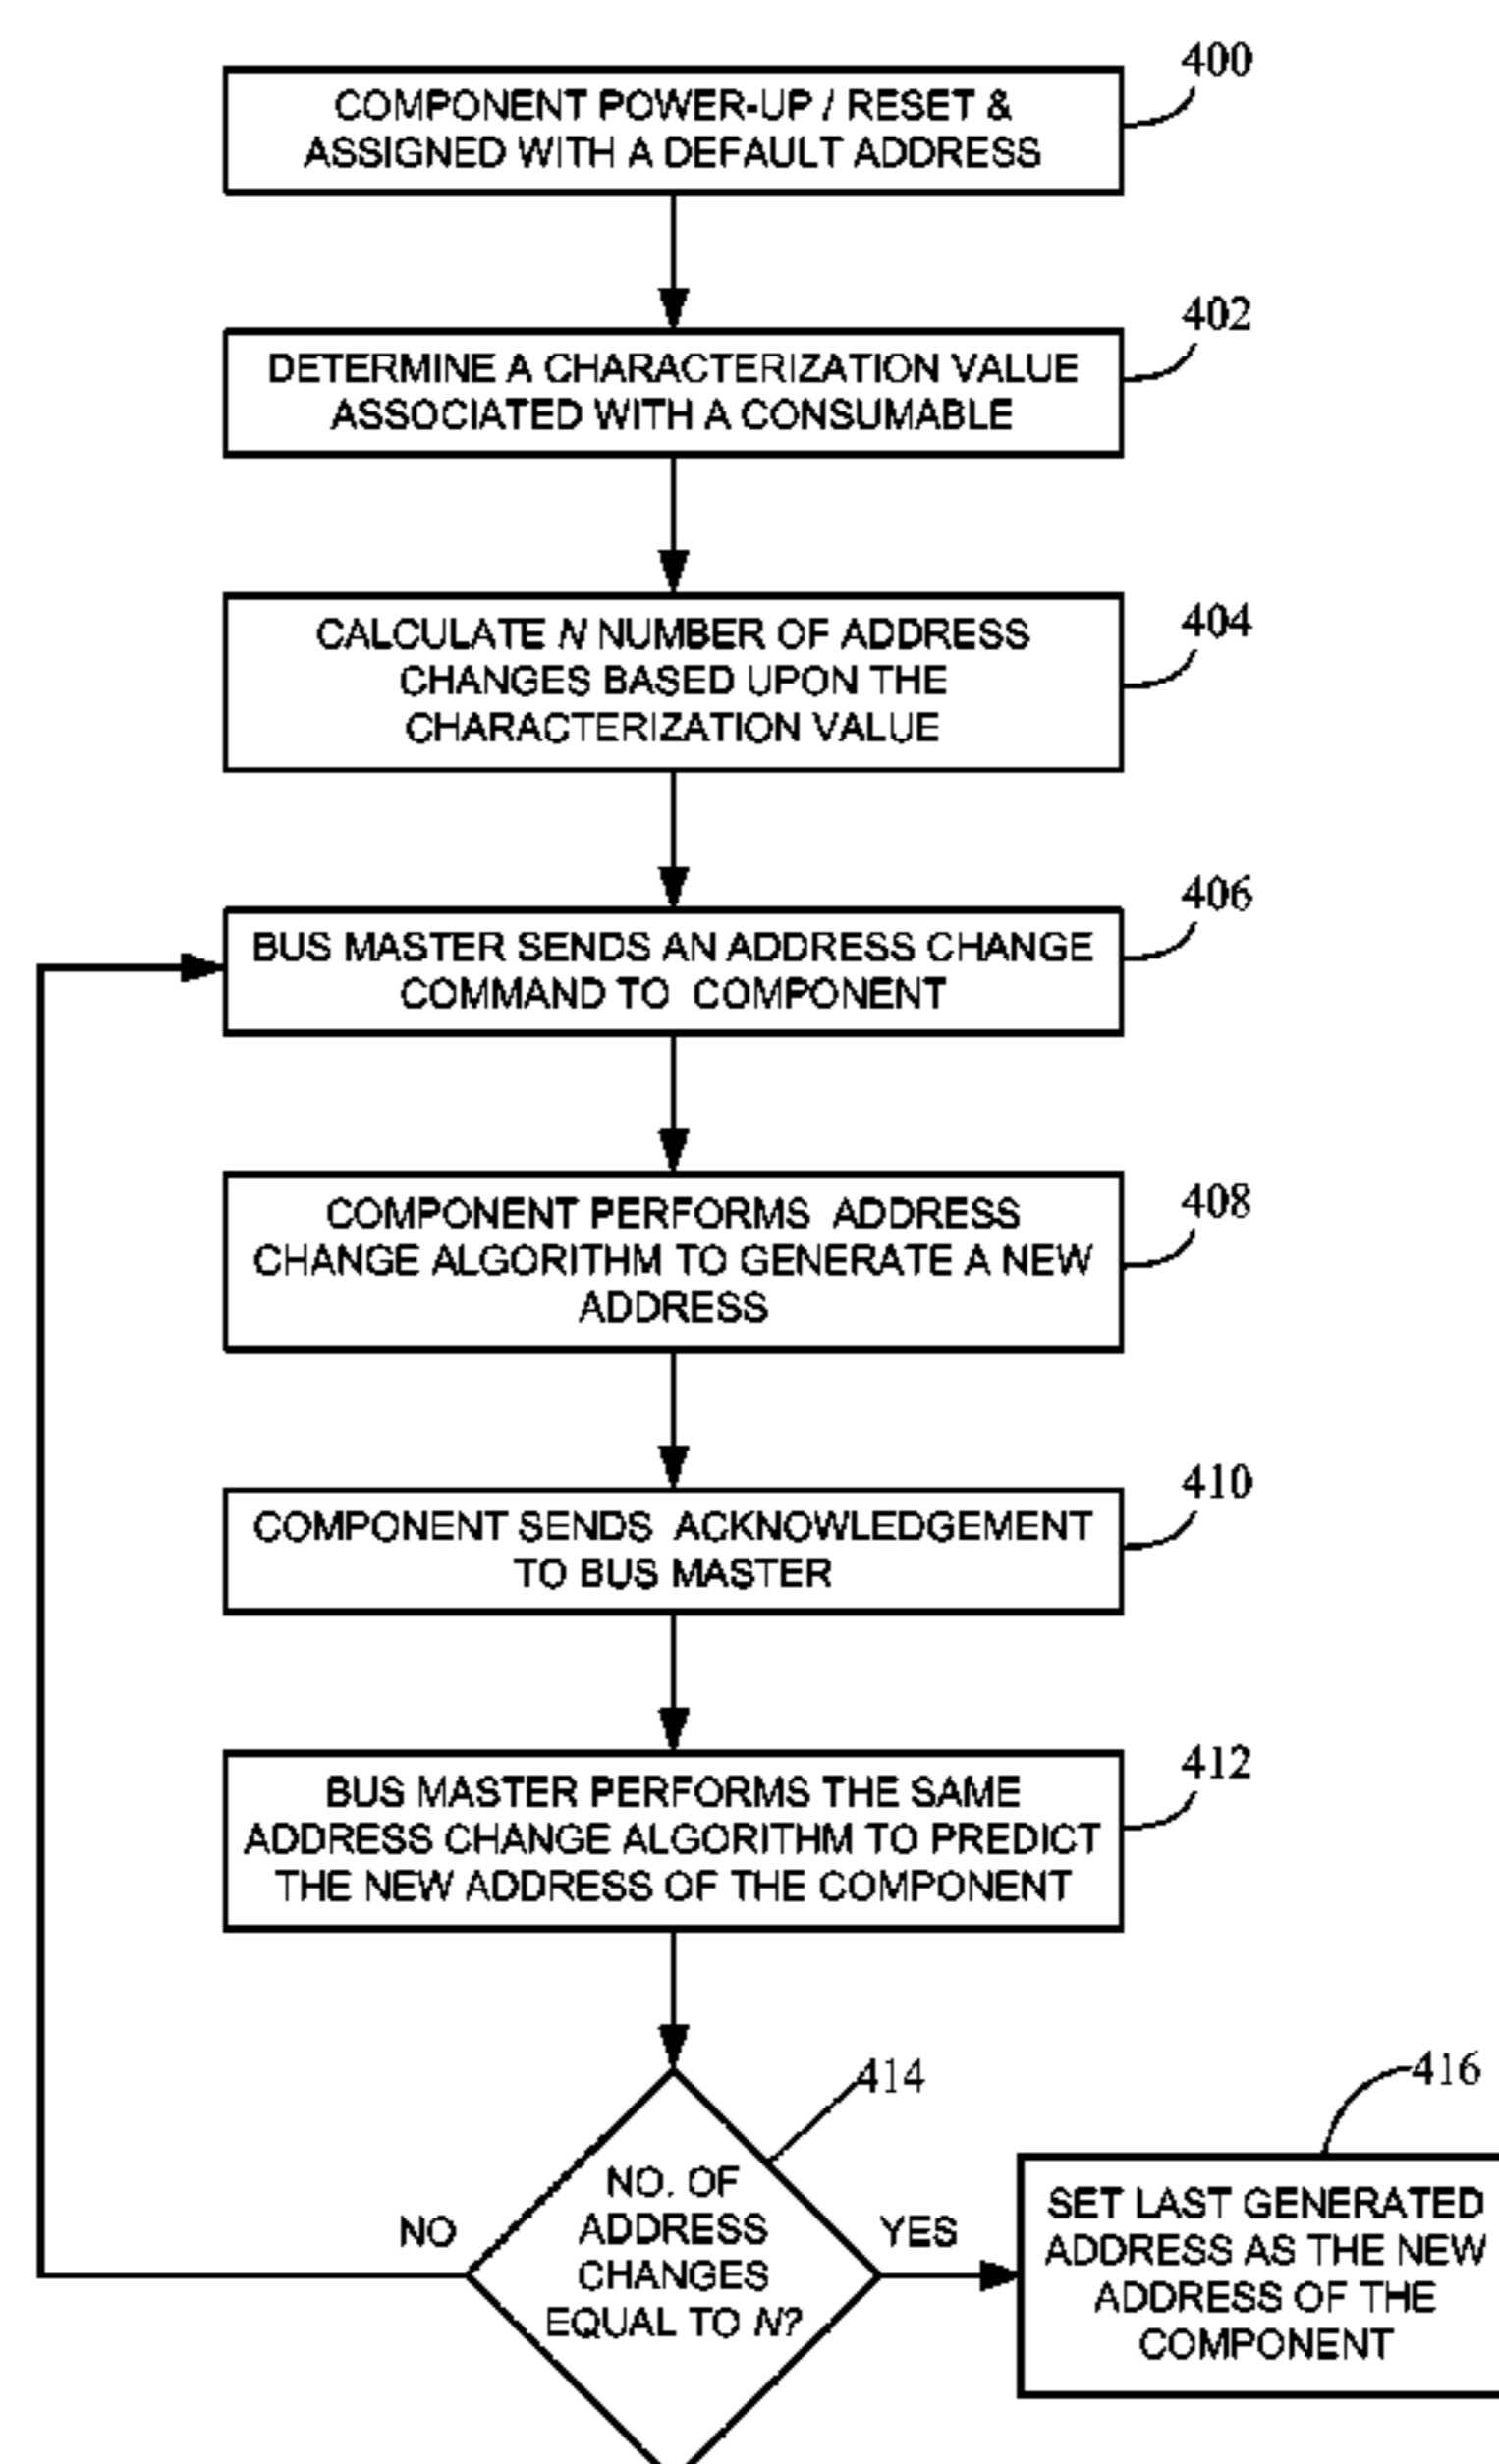 400
COMPONENT POWER-UP / RESET &
ASSIGNED WITH A DEFAULT ADDRESS
402
DETERMINE A CHARACTERIZATION VALUE
ASSOCIATED WITH A CONSUMABLE
404
CALCULATE N NUMBER OF ADDRESS
CHANGES BASED UPON THE
CHARACTERIZATION VALUE
406
BUS MASTER SENDS AN ADDRESS CHANGE
COMMAND TO COMPONENT
408
COMPONENT PERFORMS ADDRESS
CHANGE ALGORITHM TO GENERATE A NEW
ADDRESS
410
COMPONENT SENDS ACKNOWLEDGEMENT
TO BUS MASTER
412
BUS MASTER PERFORMS THE SAME
ADDRESS CHANGE ALGORITHM TO PREDICT
THE NEW ADDRESS OF THE COMPONENT
414
NO. OF
ADDRESS
CHANGES
EQUAL TO N?
NO
YES
416
SET LAST GENERATED
ADDRESS AS THE NEW
ADDRESS OF THE
COMPONENT